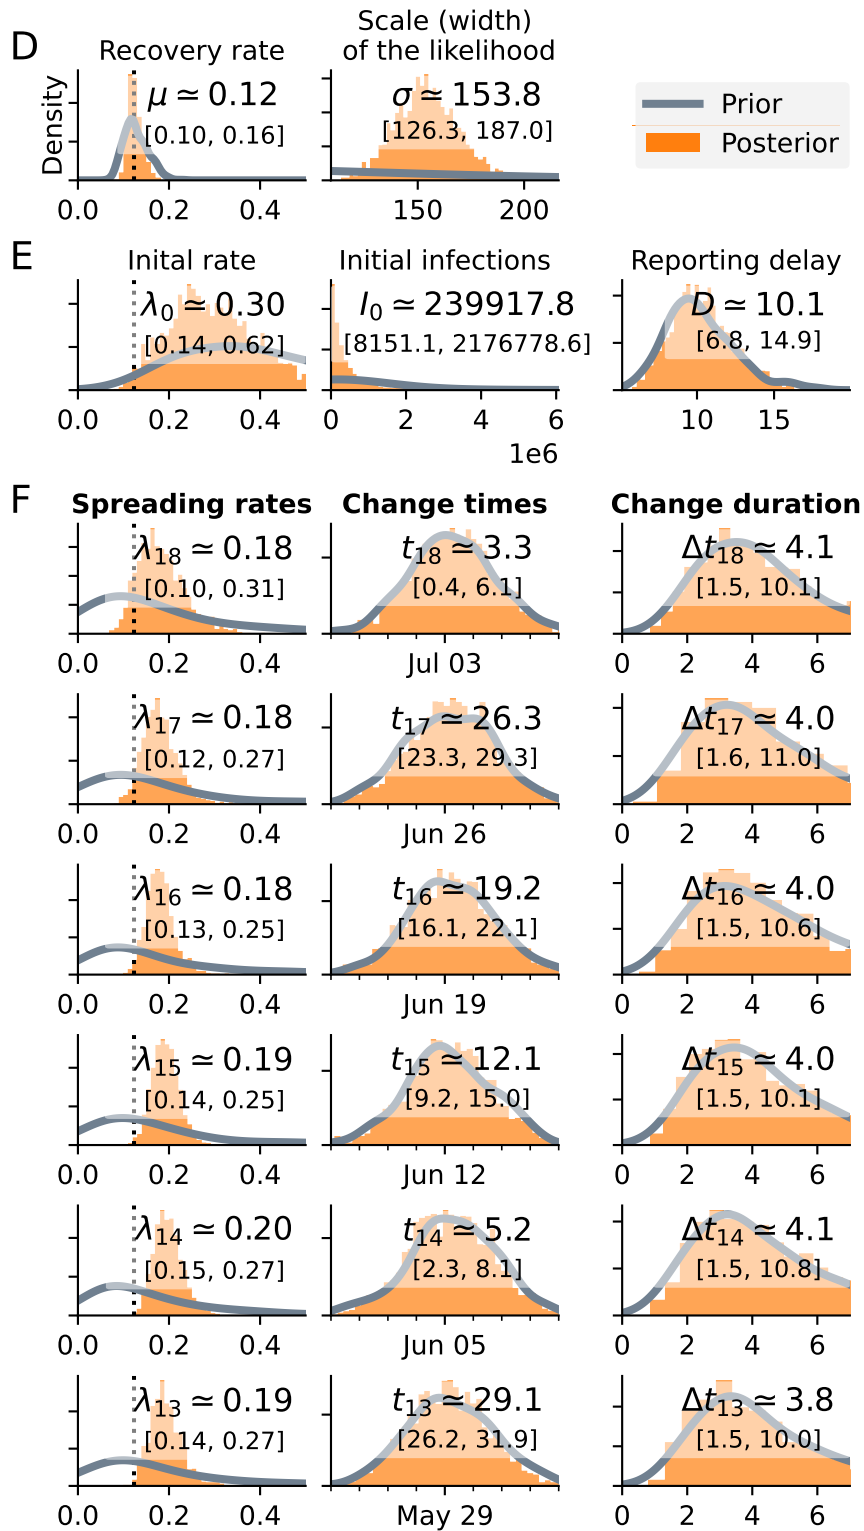 D
Recovery rate
Scale (width)
of the likelihood
Density
μ ≃ 0.12
[0.10, 0.16]
σ ≃ 153.8
[126.3, 187.0]
Prior
Posterior
0.0 0.2 0.4
150 200
E
Inital rate
Initial infections
Reporting delay
λ0 ≃ 0.30
[0.14, 0.62]
I0 ≃ 239917.8
[8151.1, 2176778.6]
D ≃ 10.1
[6.8, 14.9]
0.0 0.2 0.4
0 2 4 6
1e6
10 15
F
Spreading rates
Change times
Change duration
λ18 ≃ 0.18
[0.10, 0.31]
t18 ≃ 3.3
[0.4, 6.1]
Δt18 ≃ 4.1
[1.5, 10.1]
0.0 0.2 0.4
Jul 03
0 2 4 6
λ17 ≃ 0.18
[0.12, 0.27]
t17 ≃ 26.3
[23.3, 29.3]
Δt17 ≃ 4.0
[1.6, 11.0]
0.0 0.2 0.4
Jun 26
0 2 4 6
λ16 ≃ 0.18
[0.13, 0.25]
t16 ≃ 19.2
[16.1, 22.1]
Δt16 ≃ 4.0
[1.5, 10.6]
0.0 0.2 0.4
Jun 19
0 2 4 6
λ15 ≃ 0.19
[0.14, 0.25]
t15 ≃ 12.1
[9.2, 15.0]
Δt15 ≃ 4.0
[1.5, 10.1]
0.0 0.2 0.4
Jun 12
0 2 4 6
λ14 ≃ 0.20
[0.15, 0.27]
t14 ≃ 5.2
[2.3, 8.1]
Δt14 ≃ 4.1
[1.5, 10.8]
0.0 0.2 0.4
Jun 05
0 2 4 6
λ13 ≃ 0.19
[0.14, 0.27]
t13 ≃ 29.1
[26.2, 31.9]
Δt13 ≃ 3.8
[1.5, 10.0]
0.0 0.2 0.4
May 29
0 2 4 6